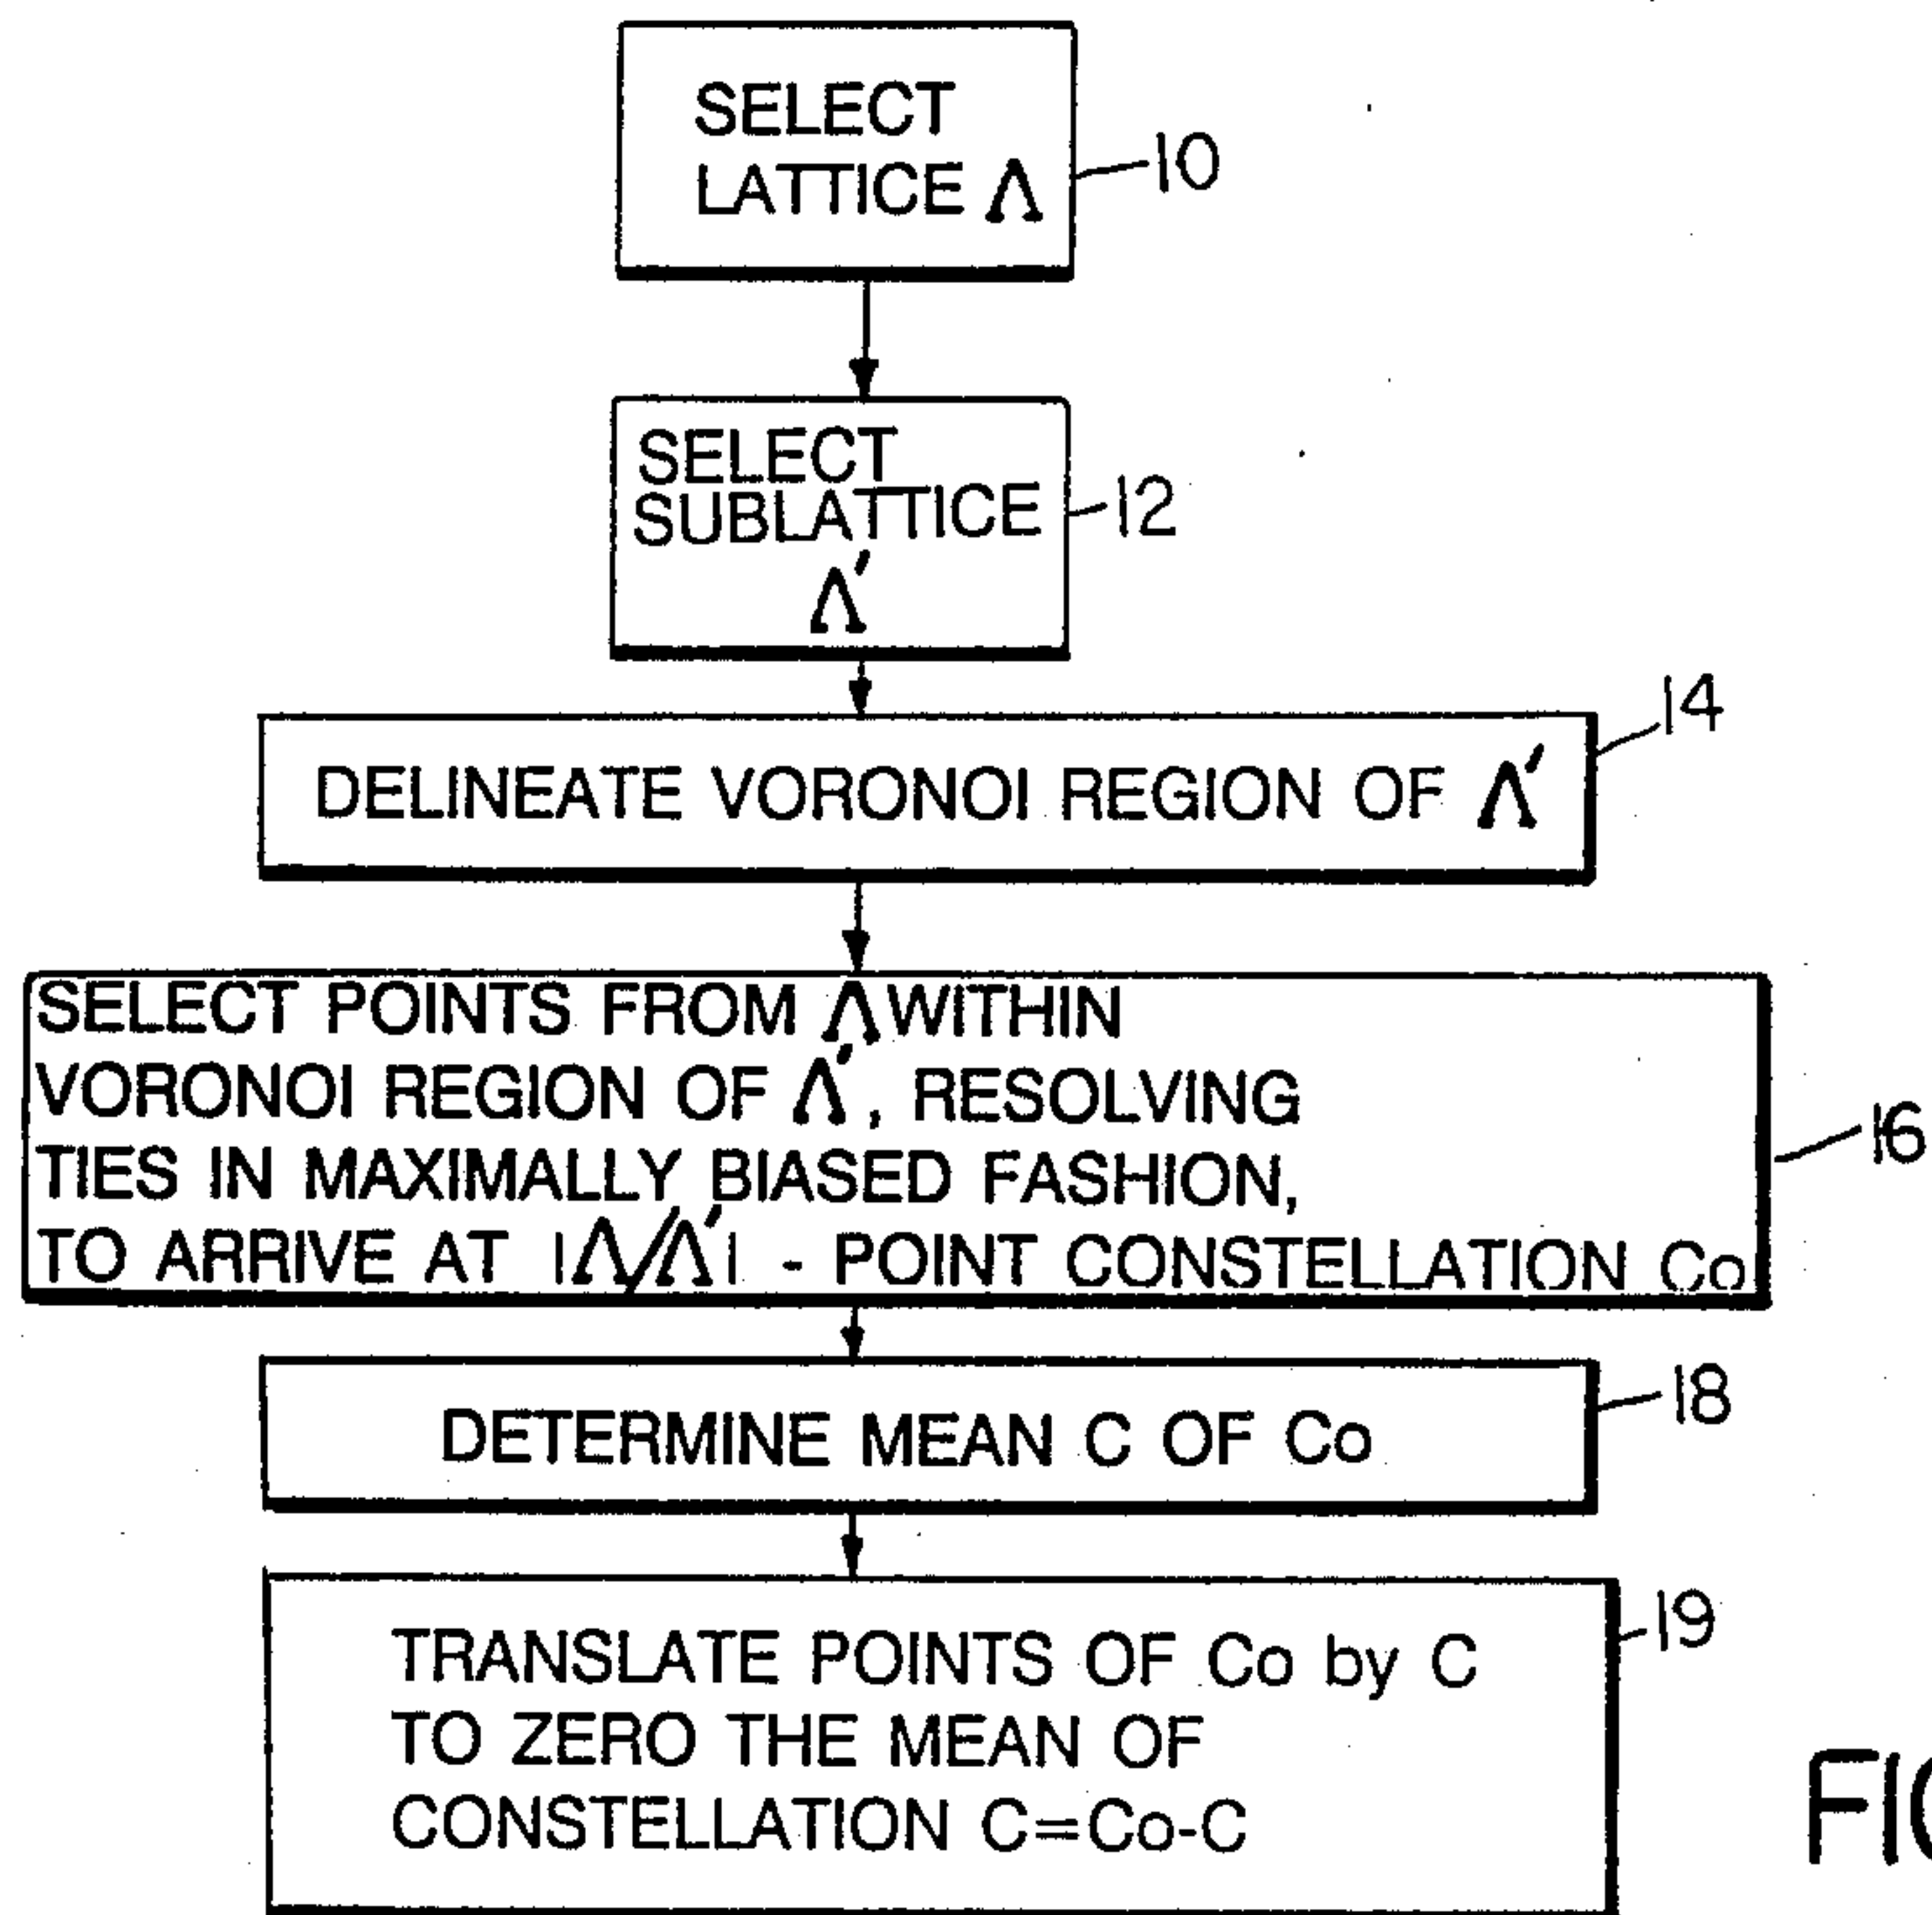 SELECT
LATTICE Λ
10
SELECT
SUBLATTICE
Λ′
12
14
DELINEATE VORONOI REGION OF Λ′
SELECT POINTS FROM Λ WITHIN
VORONOI REGION OF Λ′, RESOLVING
TIES IN MAXIMALLY BIASED FASHION,
TO ARRIVE AT |Λ/Λ′| - POINT CONSTELLATION Co
16
DETERMINE MEAN C OF Co
18
TRANSLATE POINTS OF Co by C
TO ZERO THE MEAN OF
CONSTELLATION C=Co-C
19